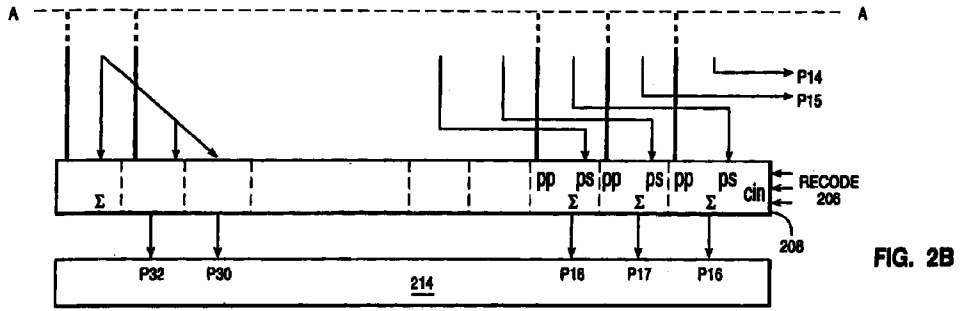 A A
P14
P15
pp ps pp ps pp ps
RECODE
206
Σ Σ Σ Σ cin
208
FIG. 2B
P32 P30 P18 P17 P16
214